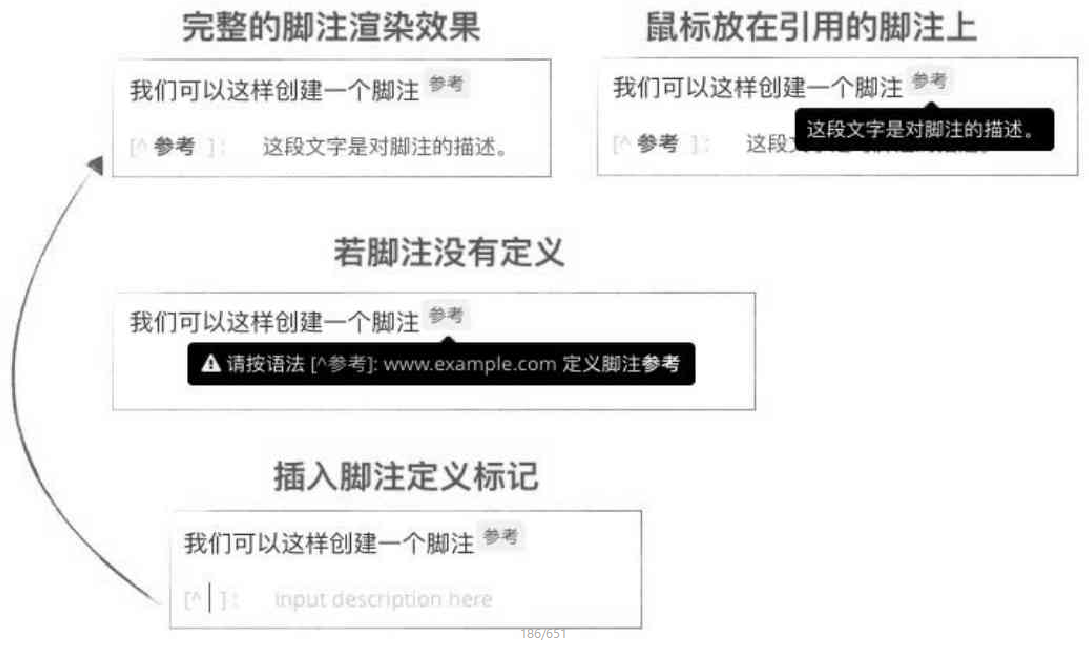 完整的脚注渲染效果
我们可以这样创建一个脚注 参考
[^ 参考 ]: 这段文字是对脚注的描述。
鼠标放在引用的脚注上
我们可以这样创建一个脚注 参考
这段文字是对脚注的描述。
[^ 参考 ]: 这段
若脚注没有定义
我们可以这样创建一个脚注 参考
请按语法 [^参考]: www.example.com 定义脚注参考
插入脚注定义标记
我们可以这样创建一个脚注 参考
[^ ]: input description here
186/651